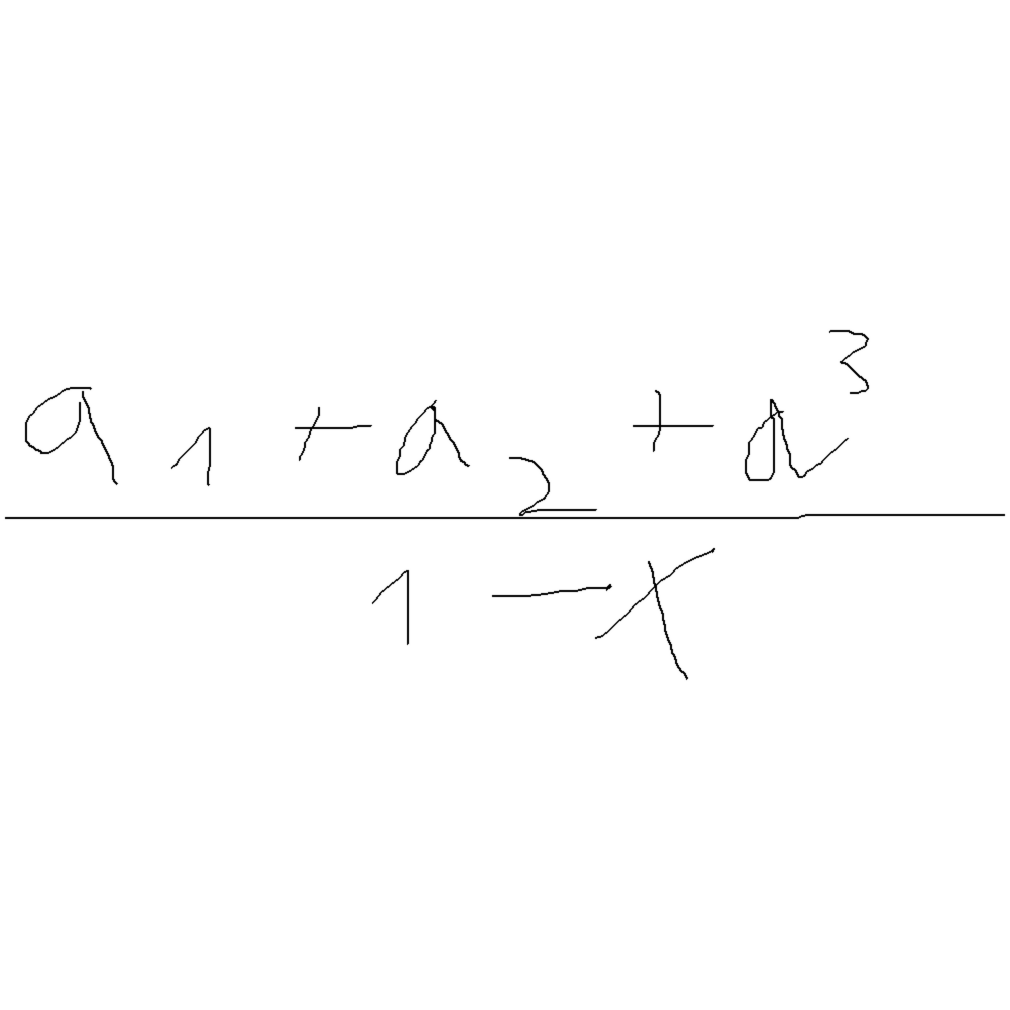 a₁ + a₂ + a³
1 - x